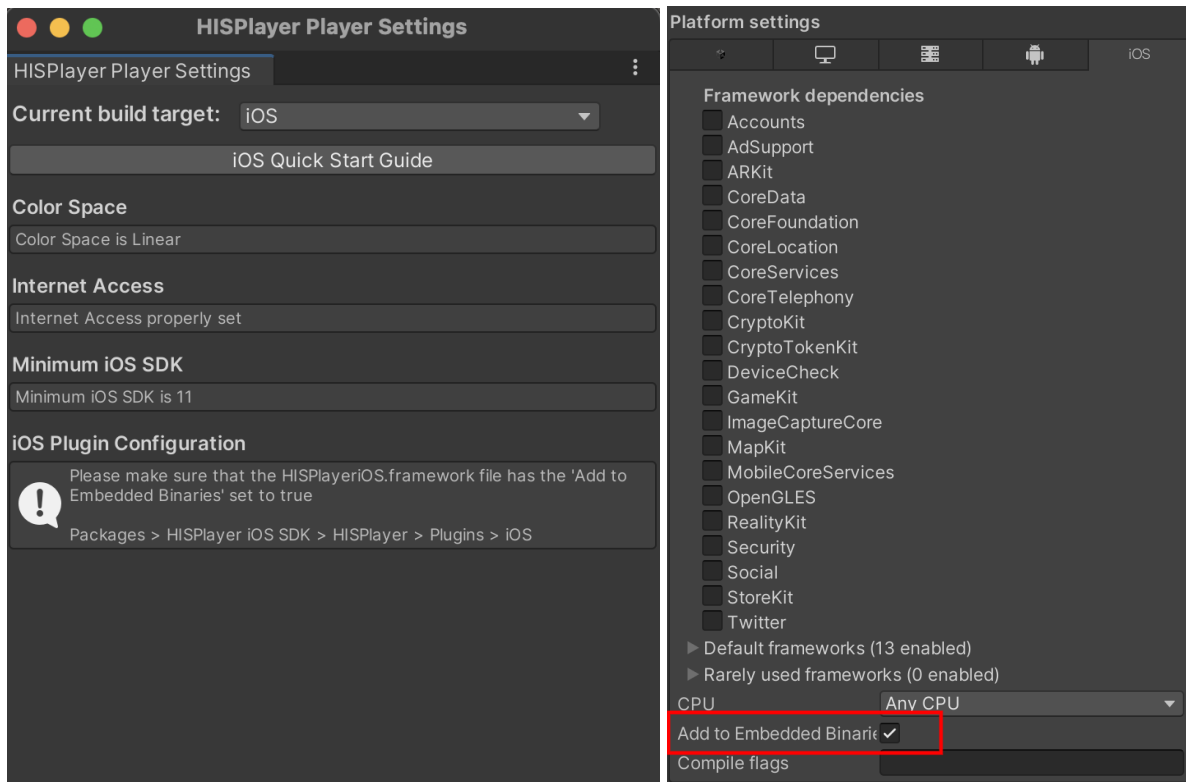 HISPlayer Player Settings
HISPlayer Player Settings
Current build target: iOS
iOS Quick Start Guide
Color Space
Color Space is Linear
Internet Access
Internet Access properly set
Minimum iOS SDK
Minimum iOS SDK is 11
iOS Plugin Configuration
Please make sure that the HISPlayeriOS.framework file has the 'Add to
Embedded Binaries' set to true
Packages > HISPlayer iOS SDK > HISPlayer > Plugins > iOS
Platform settings
iOS
Framework dependencies
Accounts
AdSupport
ARKit
CoreData
CoreFoundation
CoreLocation
CoreServices
CoreTelephony
CryptoKit
CryptoTokenKit
DeviceCheck
GameKit
ImageCaptureCore
MapKit
MobileCoreServices
OpenGLES
RealityKit
Security
Social
StoreKit
Twitter
Default frameworks (13 enabled)
Rarely used frameworks (0 enabled)
CPU Any CPU
Add to Embedded Binarie
Compile flags